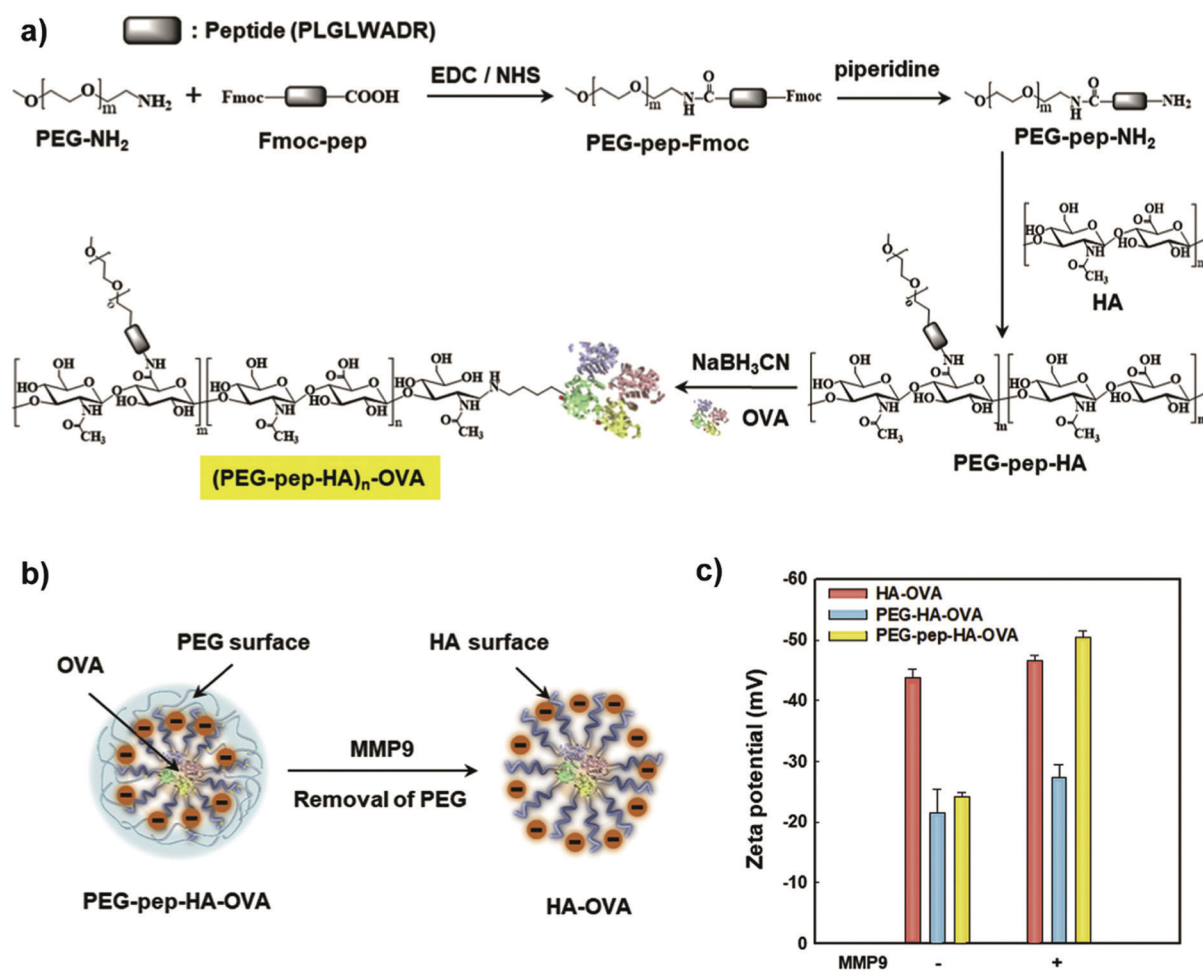 a)
: Peptide (PLGLWADR)
PEG-NH2
+
Fmoc
COOH
Fmoc-pep
EDC / NHS
PEG-pep-Fmoc
piperidine
PEG-pep-NH2
HA
PEG-pep-HA
NaBH3CN
OVA
(PEG-pep-HA)n-OVA
b)
OVA
PEG surface
HA surface
MMP9
Removal of PEG
PEG-pep-HA-OVA
HA-OVA
c)
HA-OVA
PEG-HA-OVA
PEG-pep-HA-OVA
Zeta potential (mV)
-60
-50
-40
-30
-20
-10
0
MMP9 - +